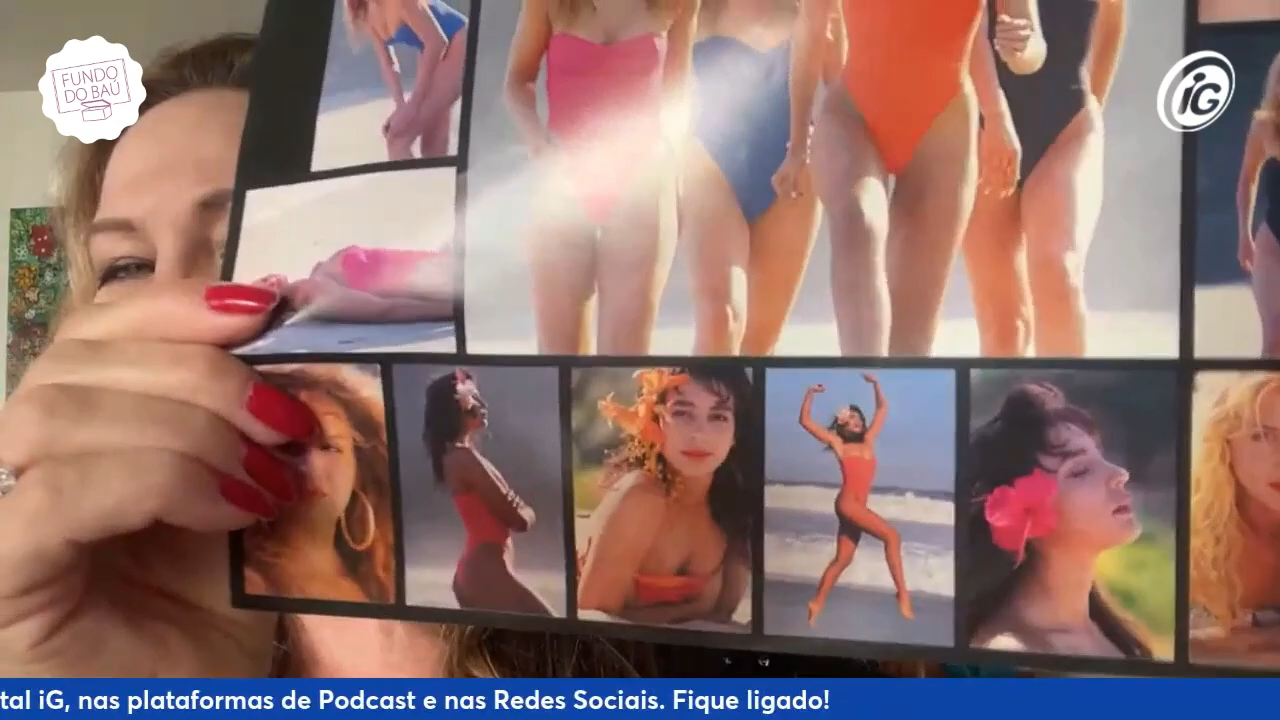 FUNDO
DO BAÚ
iG
tal iG, nas plataformas de Podcast e nas Redes Sociais. Fique ligado!